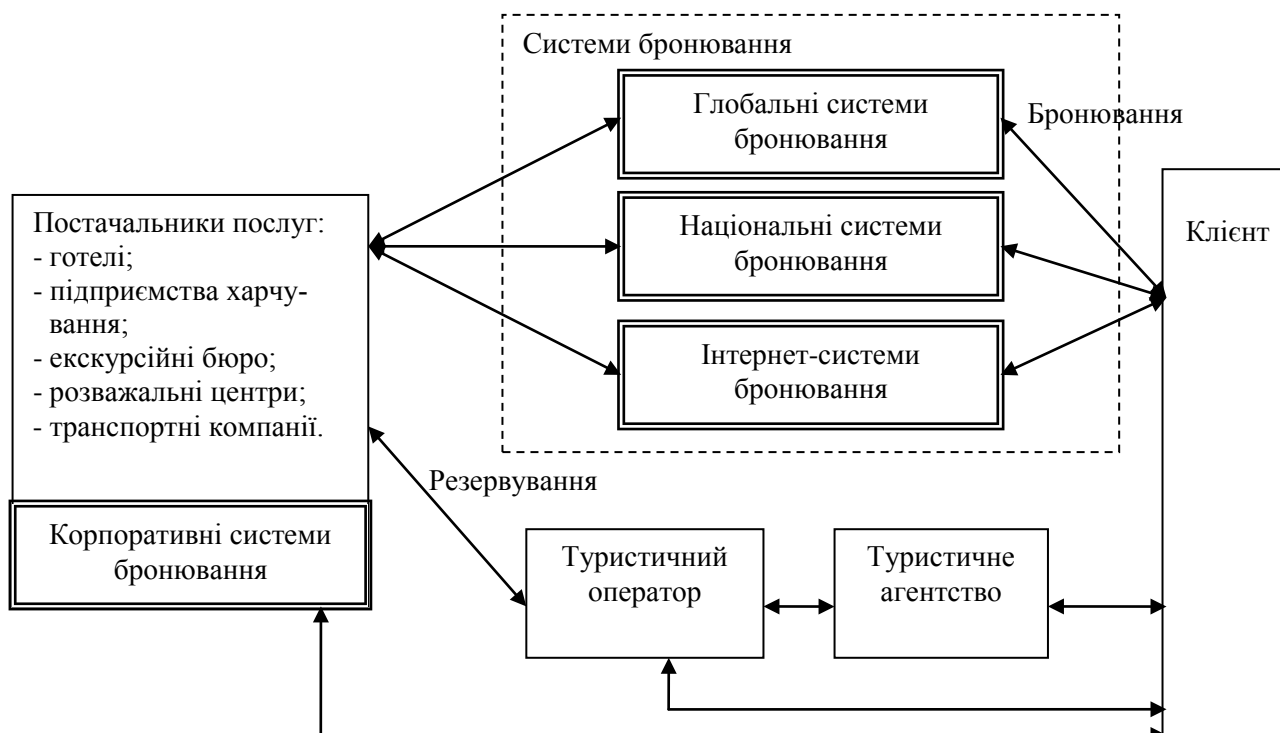 Системи бронювання
Глобальні системи
бронювання
Бронювання
Постачальники послуг:
- готелі;
- підприємства харчу-
вання;
- екскурсійні бюро;
- розважальні центри;
- транспортні компанії.
Національні системи
бронювання
Клієнт
Інтернет-системи
бронювання
Резервування
Корпоративні системи
бронювання
Туристичний
оператор
Туристичне
агентство